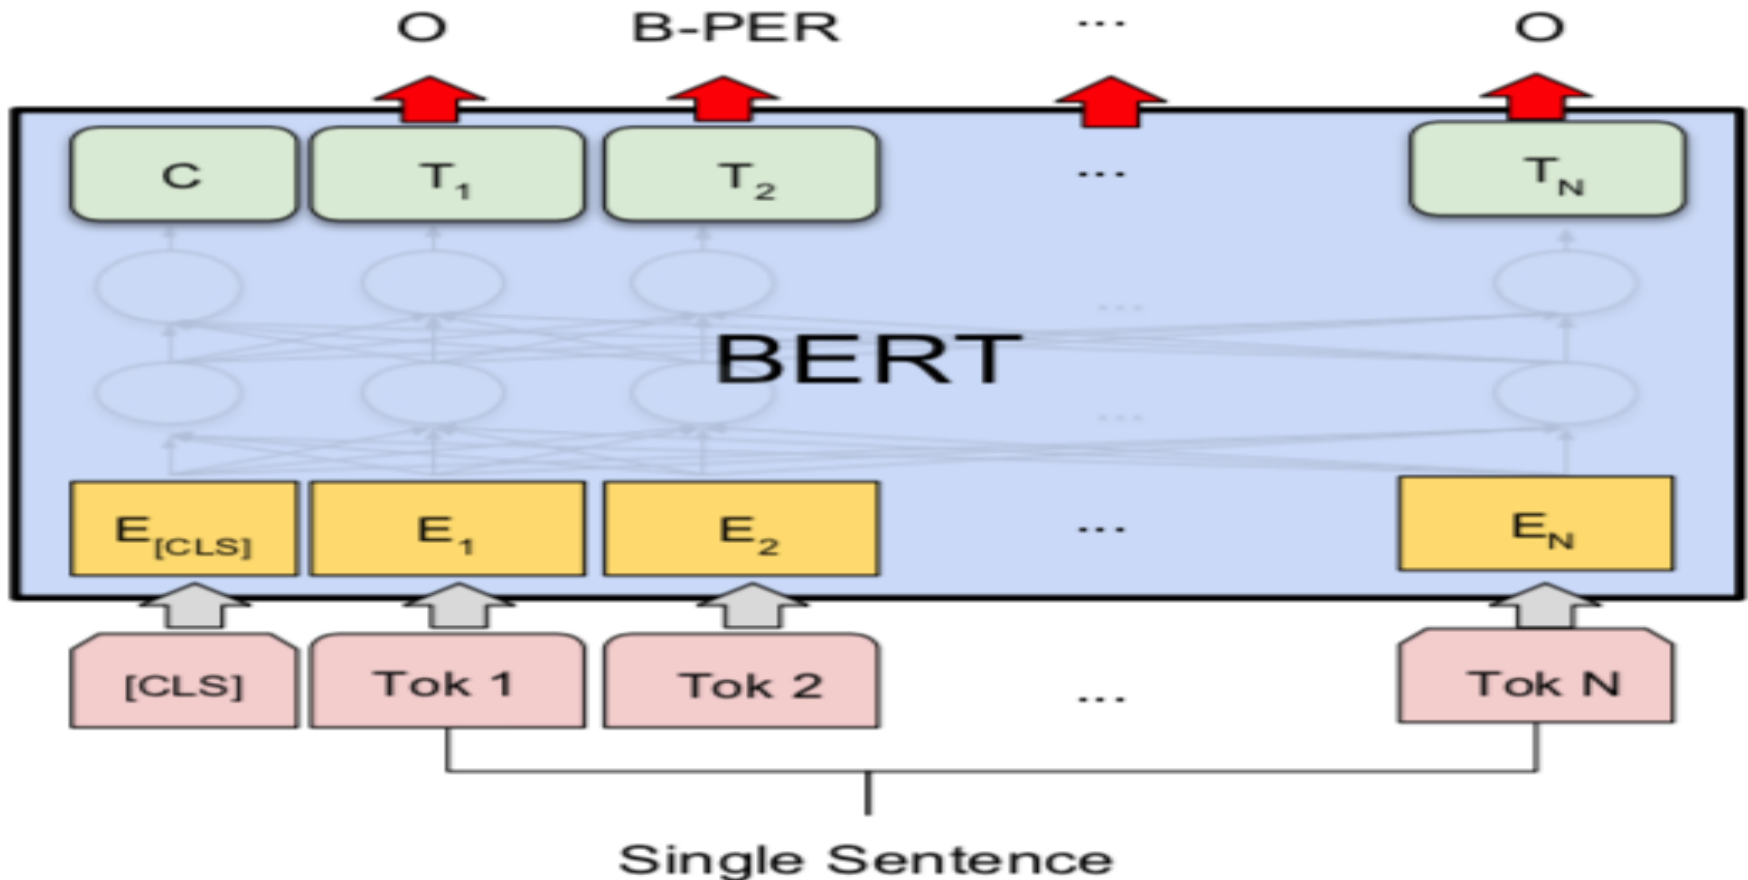 O B-PER ... O
C T1 T2 ... TN
...
BERT
...
E[CLS] E1 E2 ... EN
[CLS] Tok 1 Tok 2 ... Tok N
Single Sentence